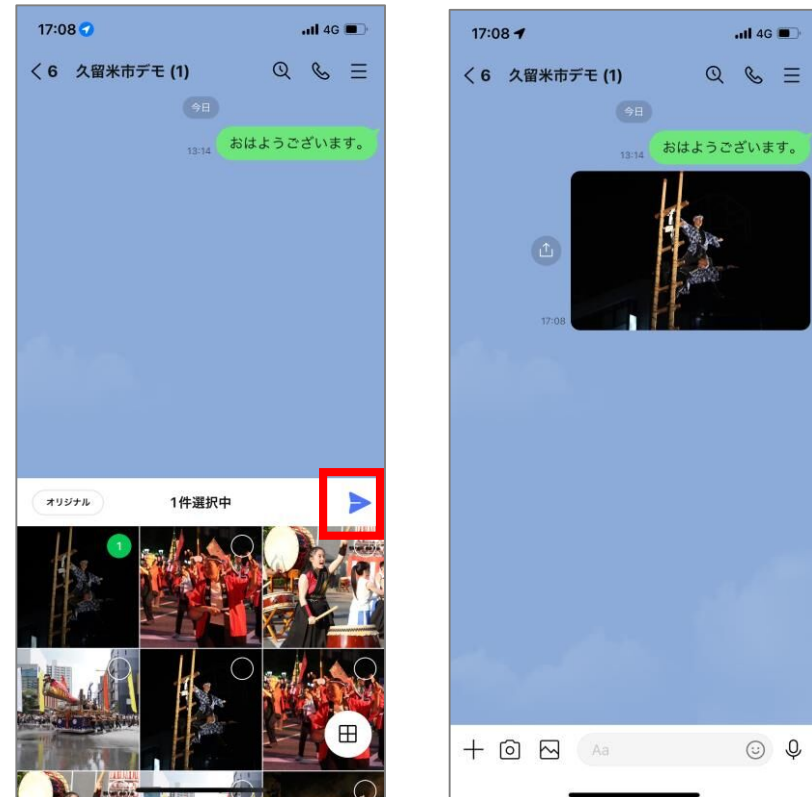 17:08
4G
6 久留米市デモ (1)
今日
13:14 おはようございます。
オリジナル 1件選択中
1
17:08
4G
6 久留米市デモ (1)
今日
13:14 おはようございます。
17:08
Aa